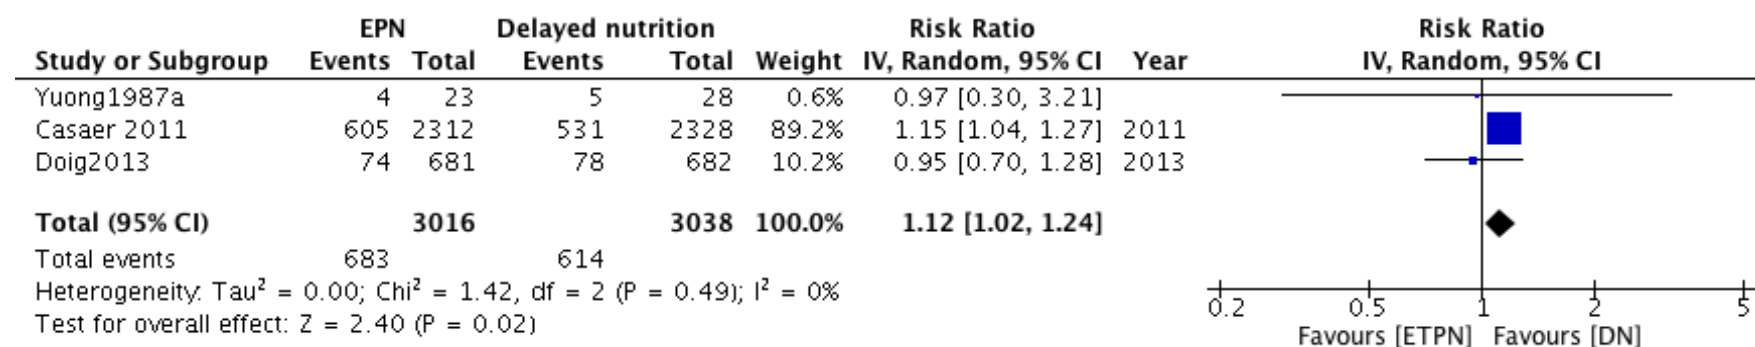 EPN Delayed nutrition Risk Ratio Risk Ratio
Study or Subgroup Events Total Events Total Weight IV, Random, 95% CI Year IV, Random, 95% CI
Yuong1987a 4 23 5 28 0.6% 0.97 [0.30, 3.21]
Casaer 2011 605 2312 531 2328 89.2% 1.15 [1.04, 1.27] 2011
Doig2013 74 681 78 682 10.2% 0.95 [0.70, 1.28] 2013
Total (95% CI) 3016 3038 100.0% 1.12 [1.02, 1.24]
Total events 683 614
Heterogeneity: Tau² = 0.00; Chi² = 1.42, df = 2 (P = 0.49); I² = 0%
Test for overall effect: Z = 2.40 (P = 0.02)
0.2 0.5 1 2 5
Favours [ETPN] Favours [DN]